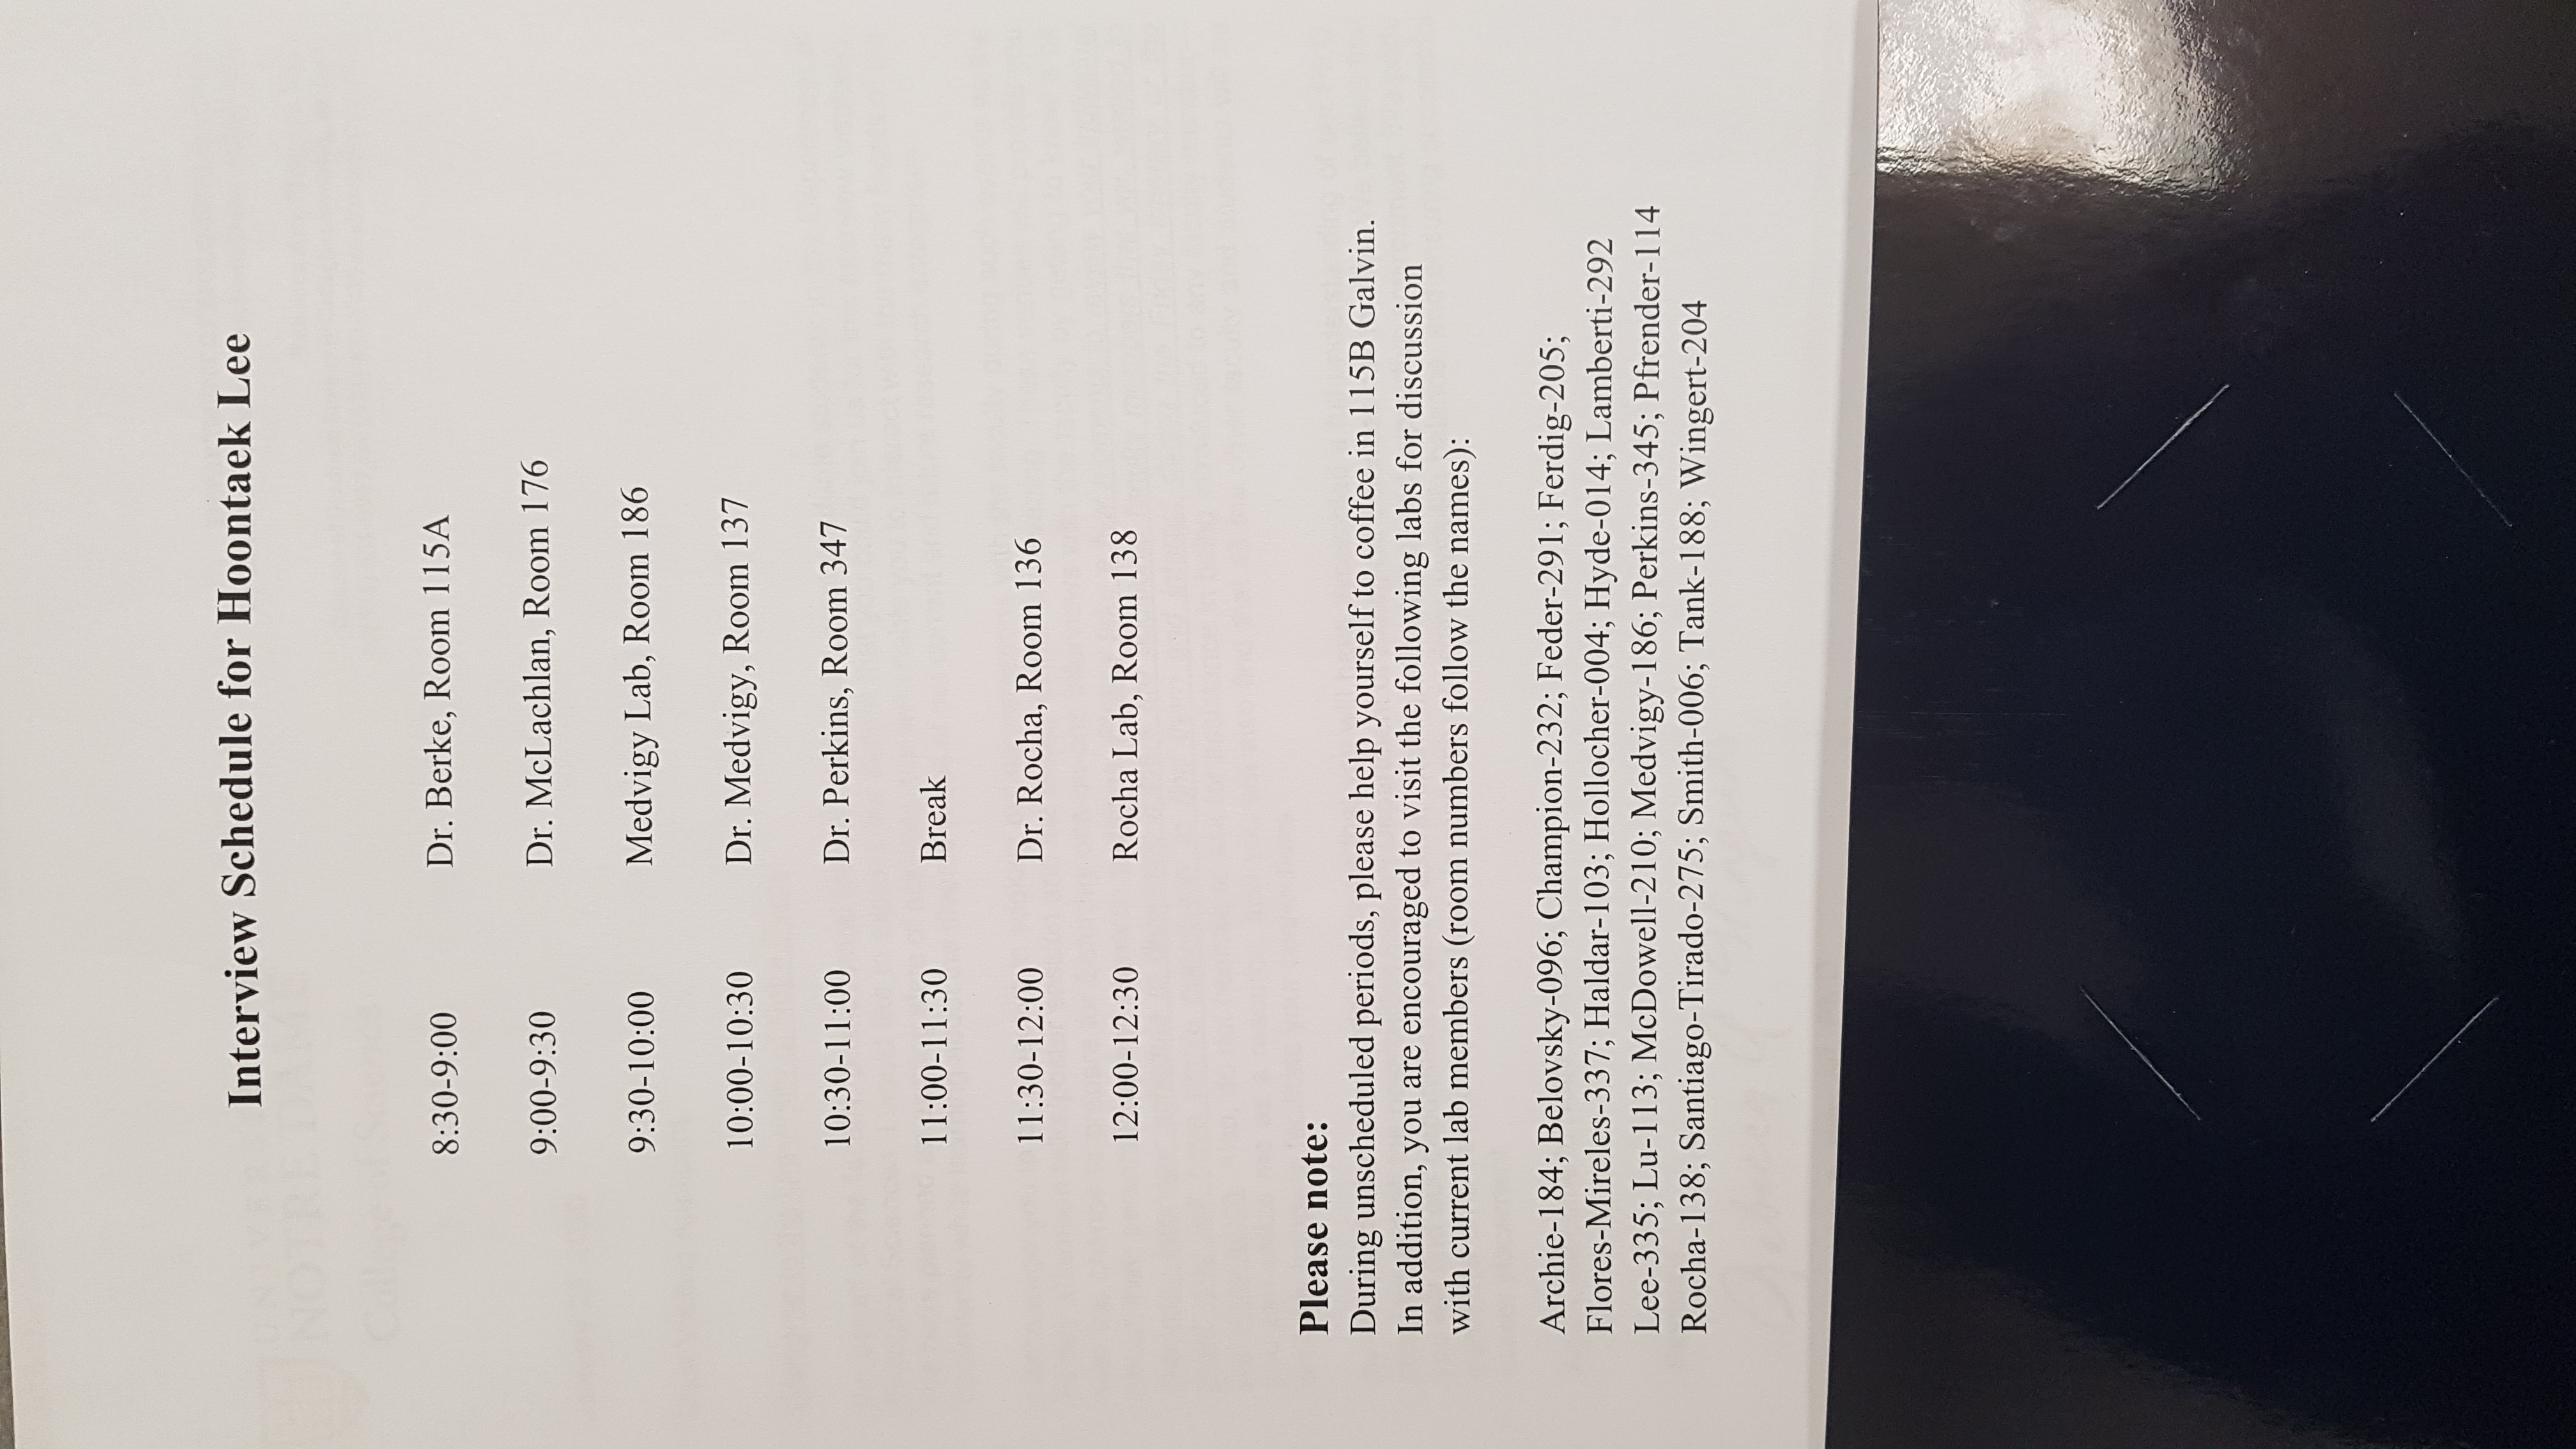 Interview Schedule for Hoontaek Lee
UNIVER
NOTRE DAME
College of Science
8:30-9:00 Dr. Berke, Room 115A
9:00-9:30 Dr. McLachlan, Room 176
9:30-10:00 Medvigy Lab, Room 186
10:00-10:30 Dr. Medvigy, Room 137
10:30-11:00 Dr. Perkins, Room 347
11:00-11:30 Break
11:30-12:00 Dr. Rocha, Room 136
12:00-12:30 Rocha Lab, Room 138
Please note:
During unscheduled periods, please help yourself to coffee in 115B Galvin.
In addition, you are encouraged to visit the following labs for discussion
with current lab members (room numbers follow the names):
Archie-184; Belovsky-096; Champion-232; Feder-291; Ferdig-205;
Flores-Mireles-337; Haldar-103; Hollocher-004; Hyde-014; Lamberti-292
Lee-335; Lu-113; McDowell-210; Medvigy-186; Perkins-345; Pfrender-114
Rocha-138; Santiago-Tirado-275; Smith-006; Tank-188; Wingert-204